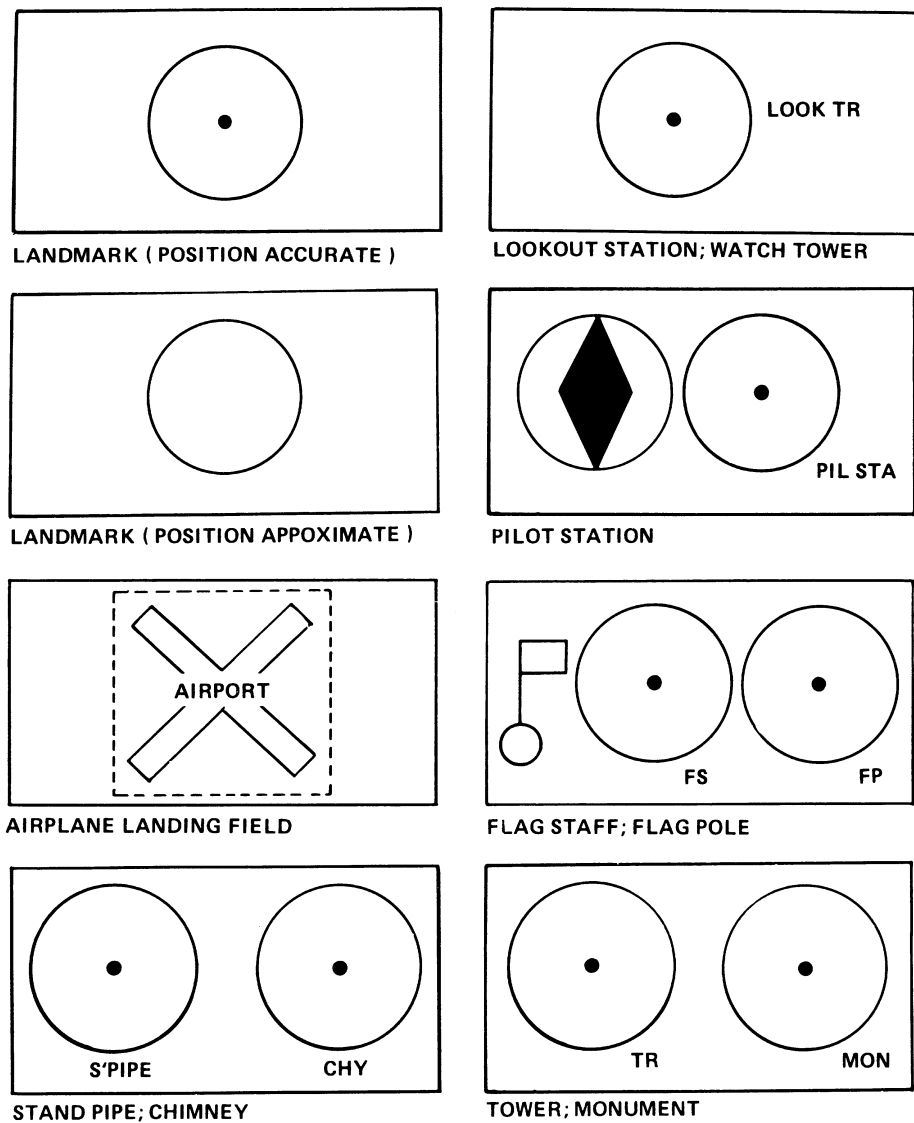 LOOK TR
LANDMARK ( POSITION ACCURATE )
LOOKOUT STATION; WATCH TOWER
PIL STA
LANDMARK ( POSITION APPOXIMATE )
PILOT STATION
AIRPORT
FS
FP
AIRPLANE LANDING FIELD
FLAG STAFF; FLAG POLE
S'PIPE
CHY
TR
MON
STAND PIPE; CHIMNEY
TOWER; MONUMENT